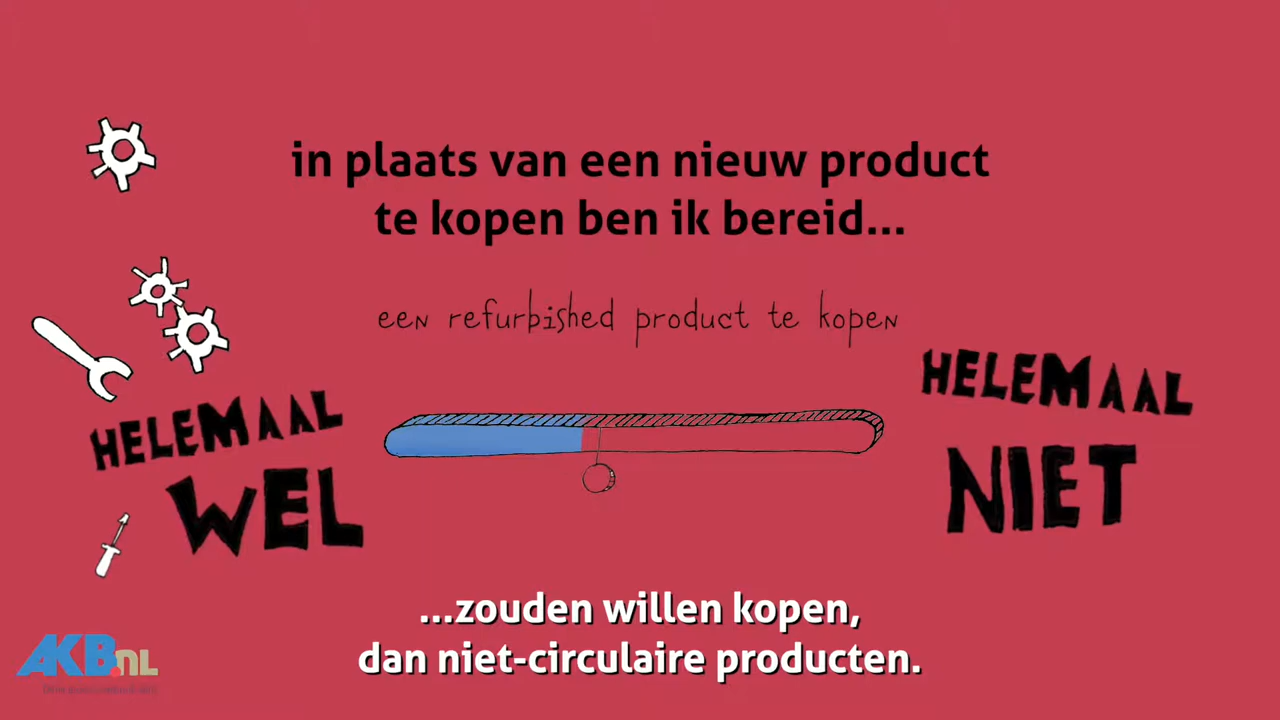 in plaats van een nieuw product
te kopen ben ik bereid...
een refurbished product te kopen
HELEMAAL
WEL
HELEMAAL
NIET
...zouden willen kopen,
dan niet-circulaire producten.
AKB.NL